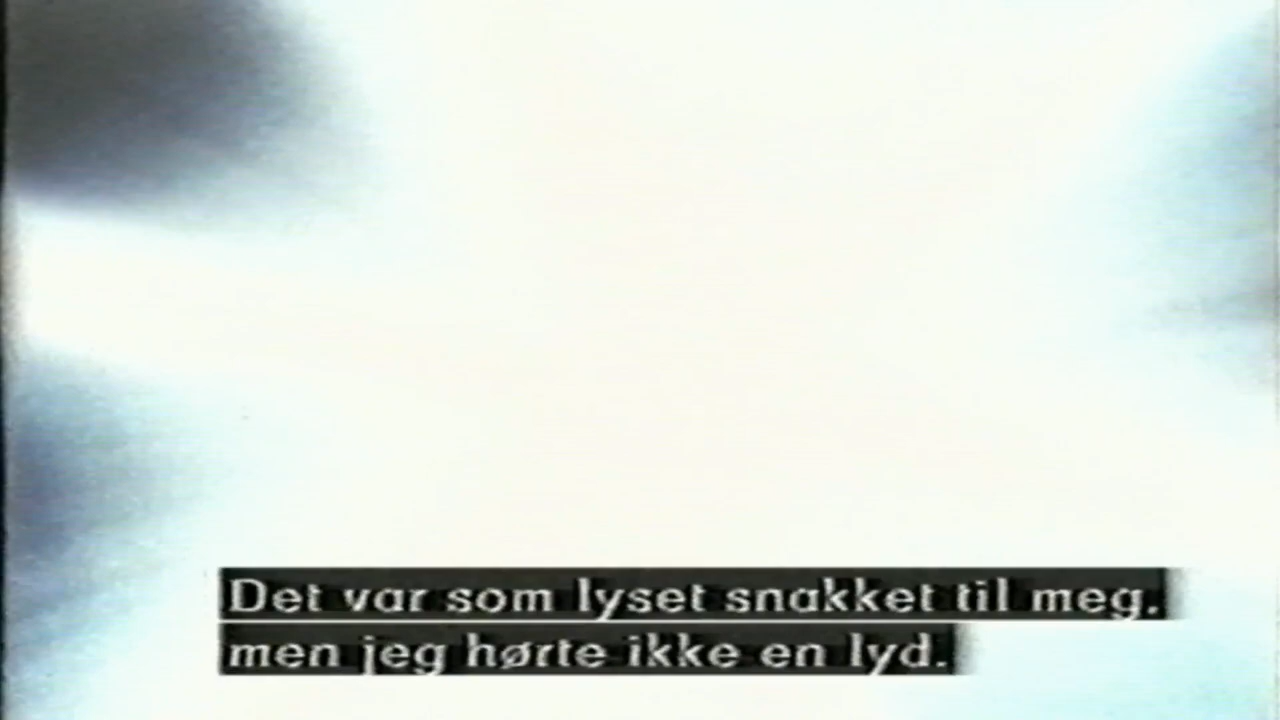 Det var som lyset snakket til meg,
men jeg hørte ikke en lyd.